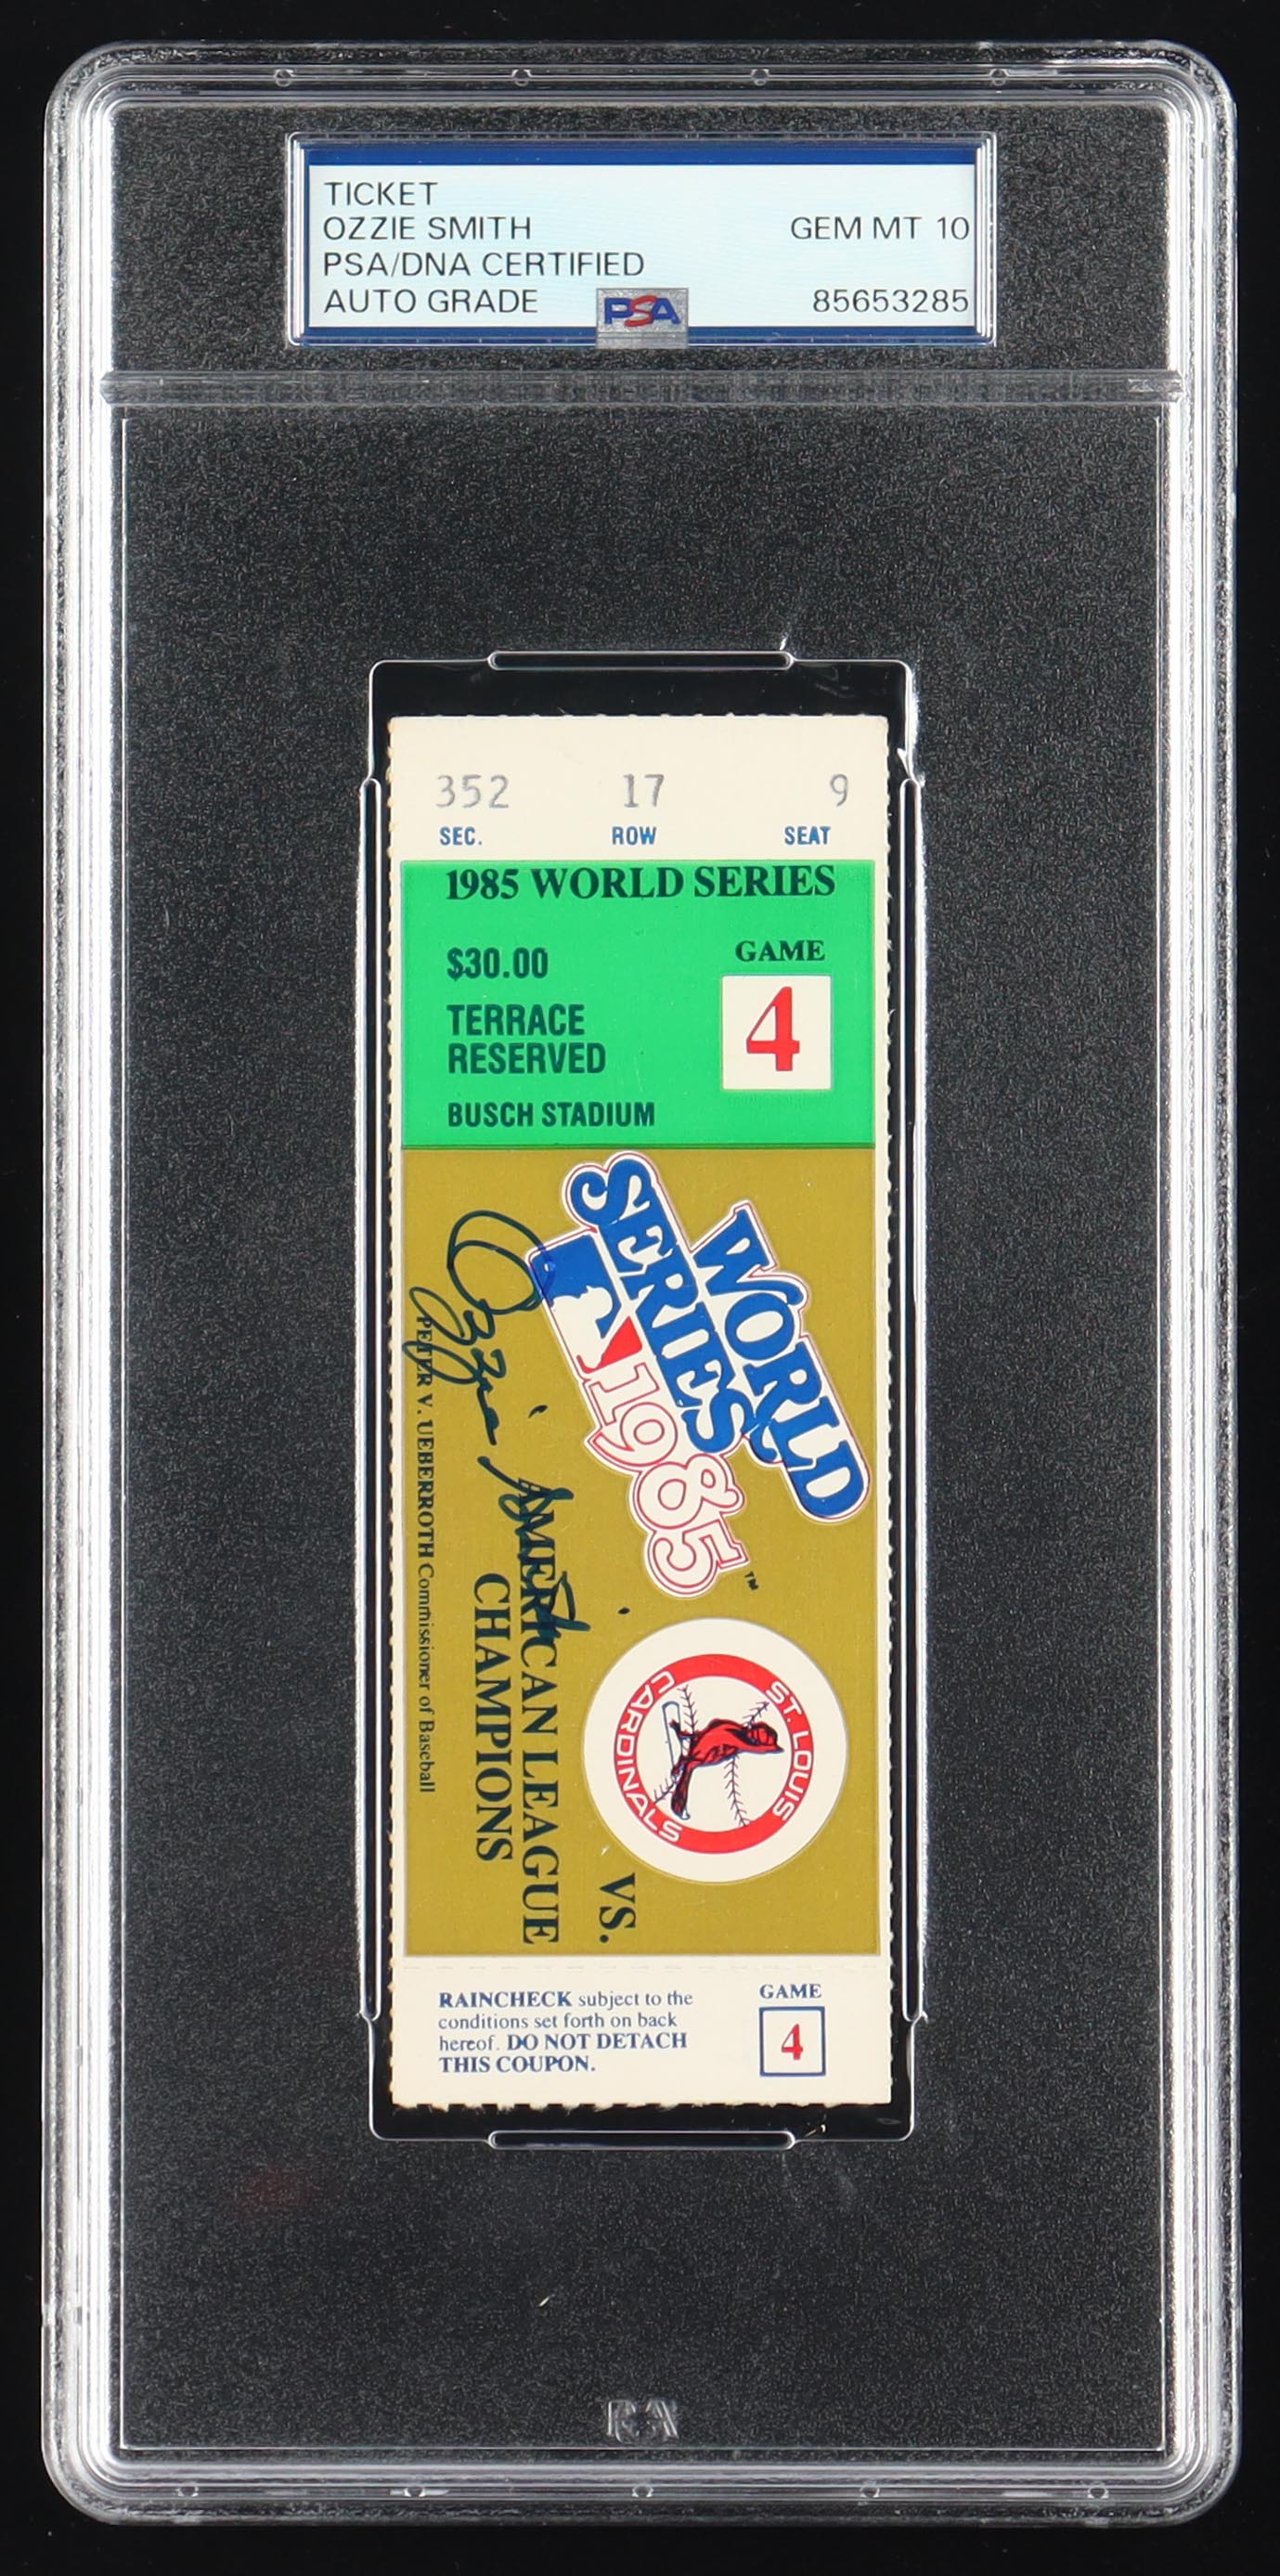 TICKET
OZZIE SMITH GEM MT 10
PSA/DNA CERTIFIED
AUTO GRADE PSA 85653285
352 17 9
SEC. ROW SEAT
1985 WORLD SERIES
$30.00 GAME
4
TERRACE
RESERVED
BUSCH STADIUM
WORLD
SERIES
1985 ™
Ozzie Smith
ST. LOUIS
CARDINALS
VS.
AMERICAN LEAGUE
CHAMPIONS
PETER V. UEBERROTH Commissioner of Baseball
RAINCHECK subject to the
conditions set forth on back
hereof. DO NOT DETACH
THIS COUPON.
GAME
4
PSA